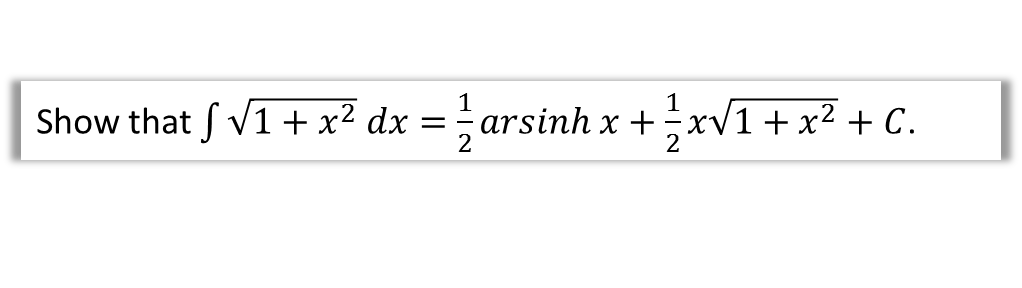 Show that ∫ √(1 + x²) dx = 1/2 arsinh x + 1/2 x√(1 + x²) + C.